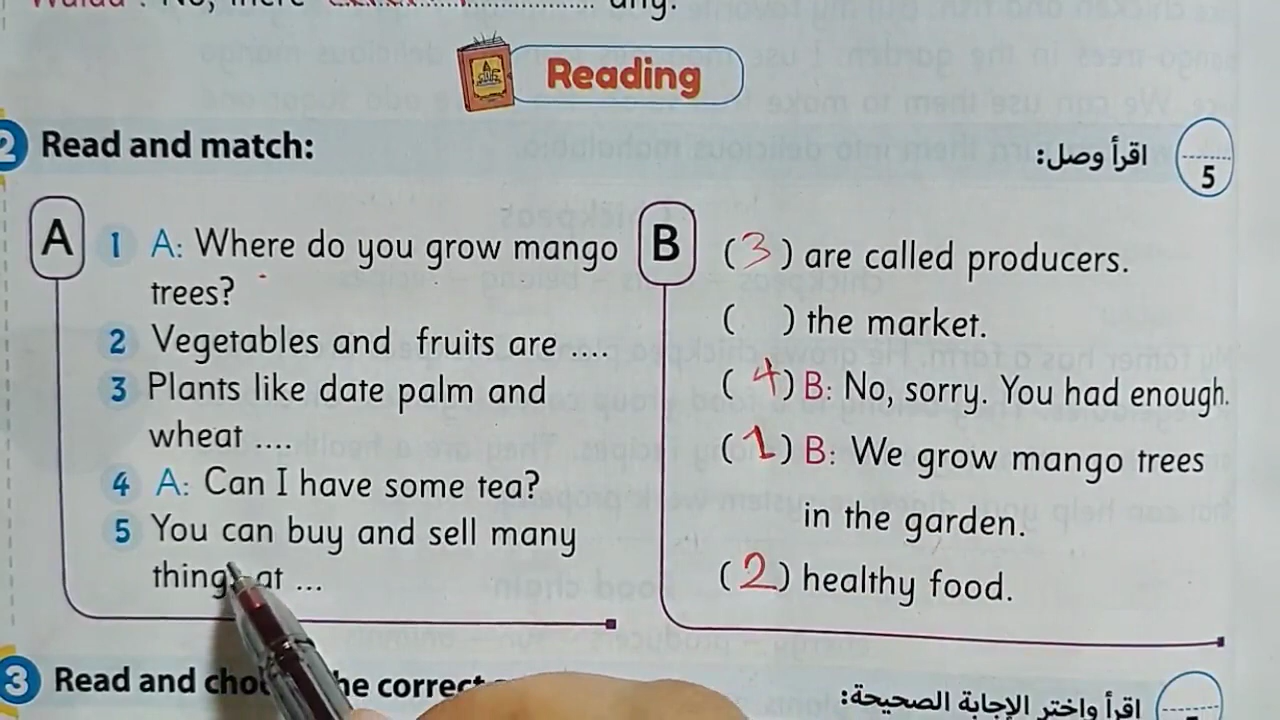 any.
Reading
2 Read and match:
اقرأ وصل:
5
A
1 A: Where do you grow mango
trees?
2 Vegetables and fruits are ....
3 Plants like date palm and
wheat ....
4 A: Can I have some tea?
5 You can buy and sell many
things at ...
B
(3) are called producers.
( ) the market.
(4) B: No, sorry. You had enough.
(1) B: We grow mango trees
in the garden.
(2) healthy food.
3 Read and the correct
اقرأ واختر الإجابة الصحيحة: